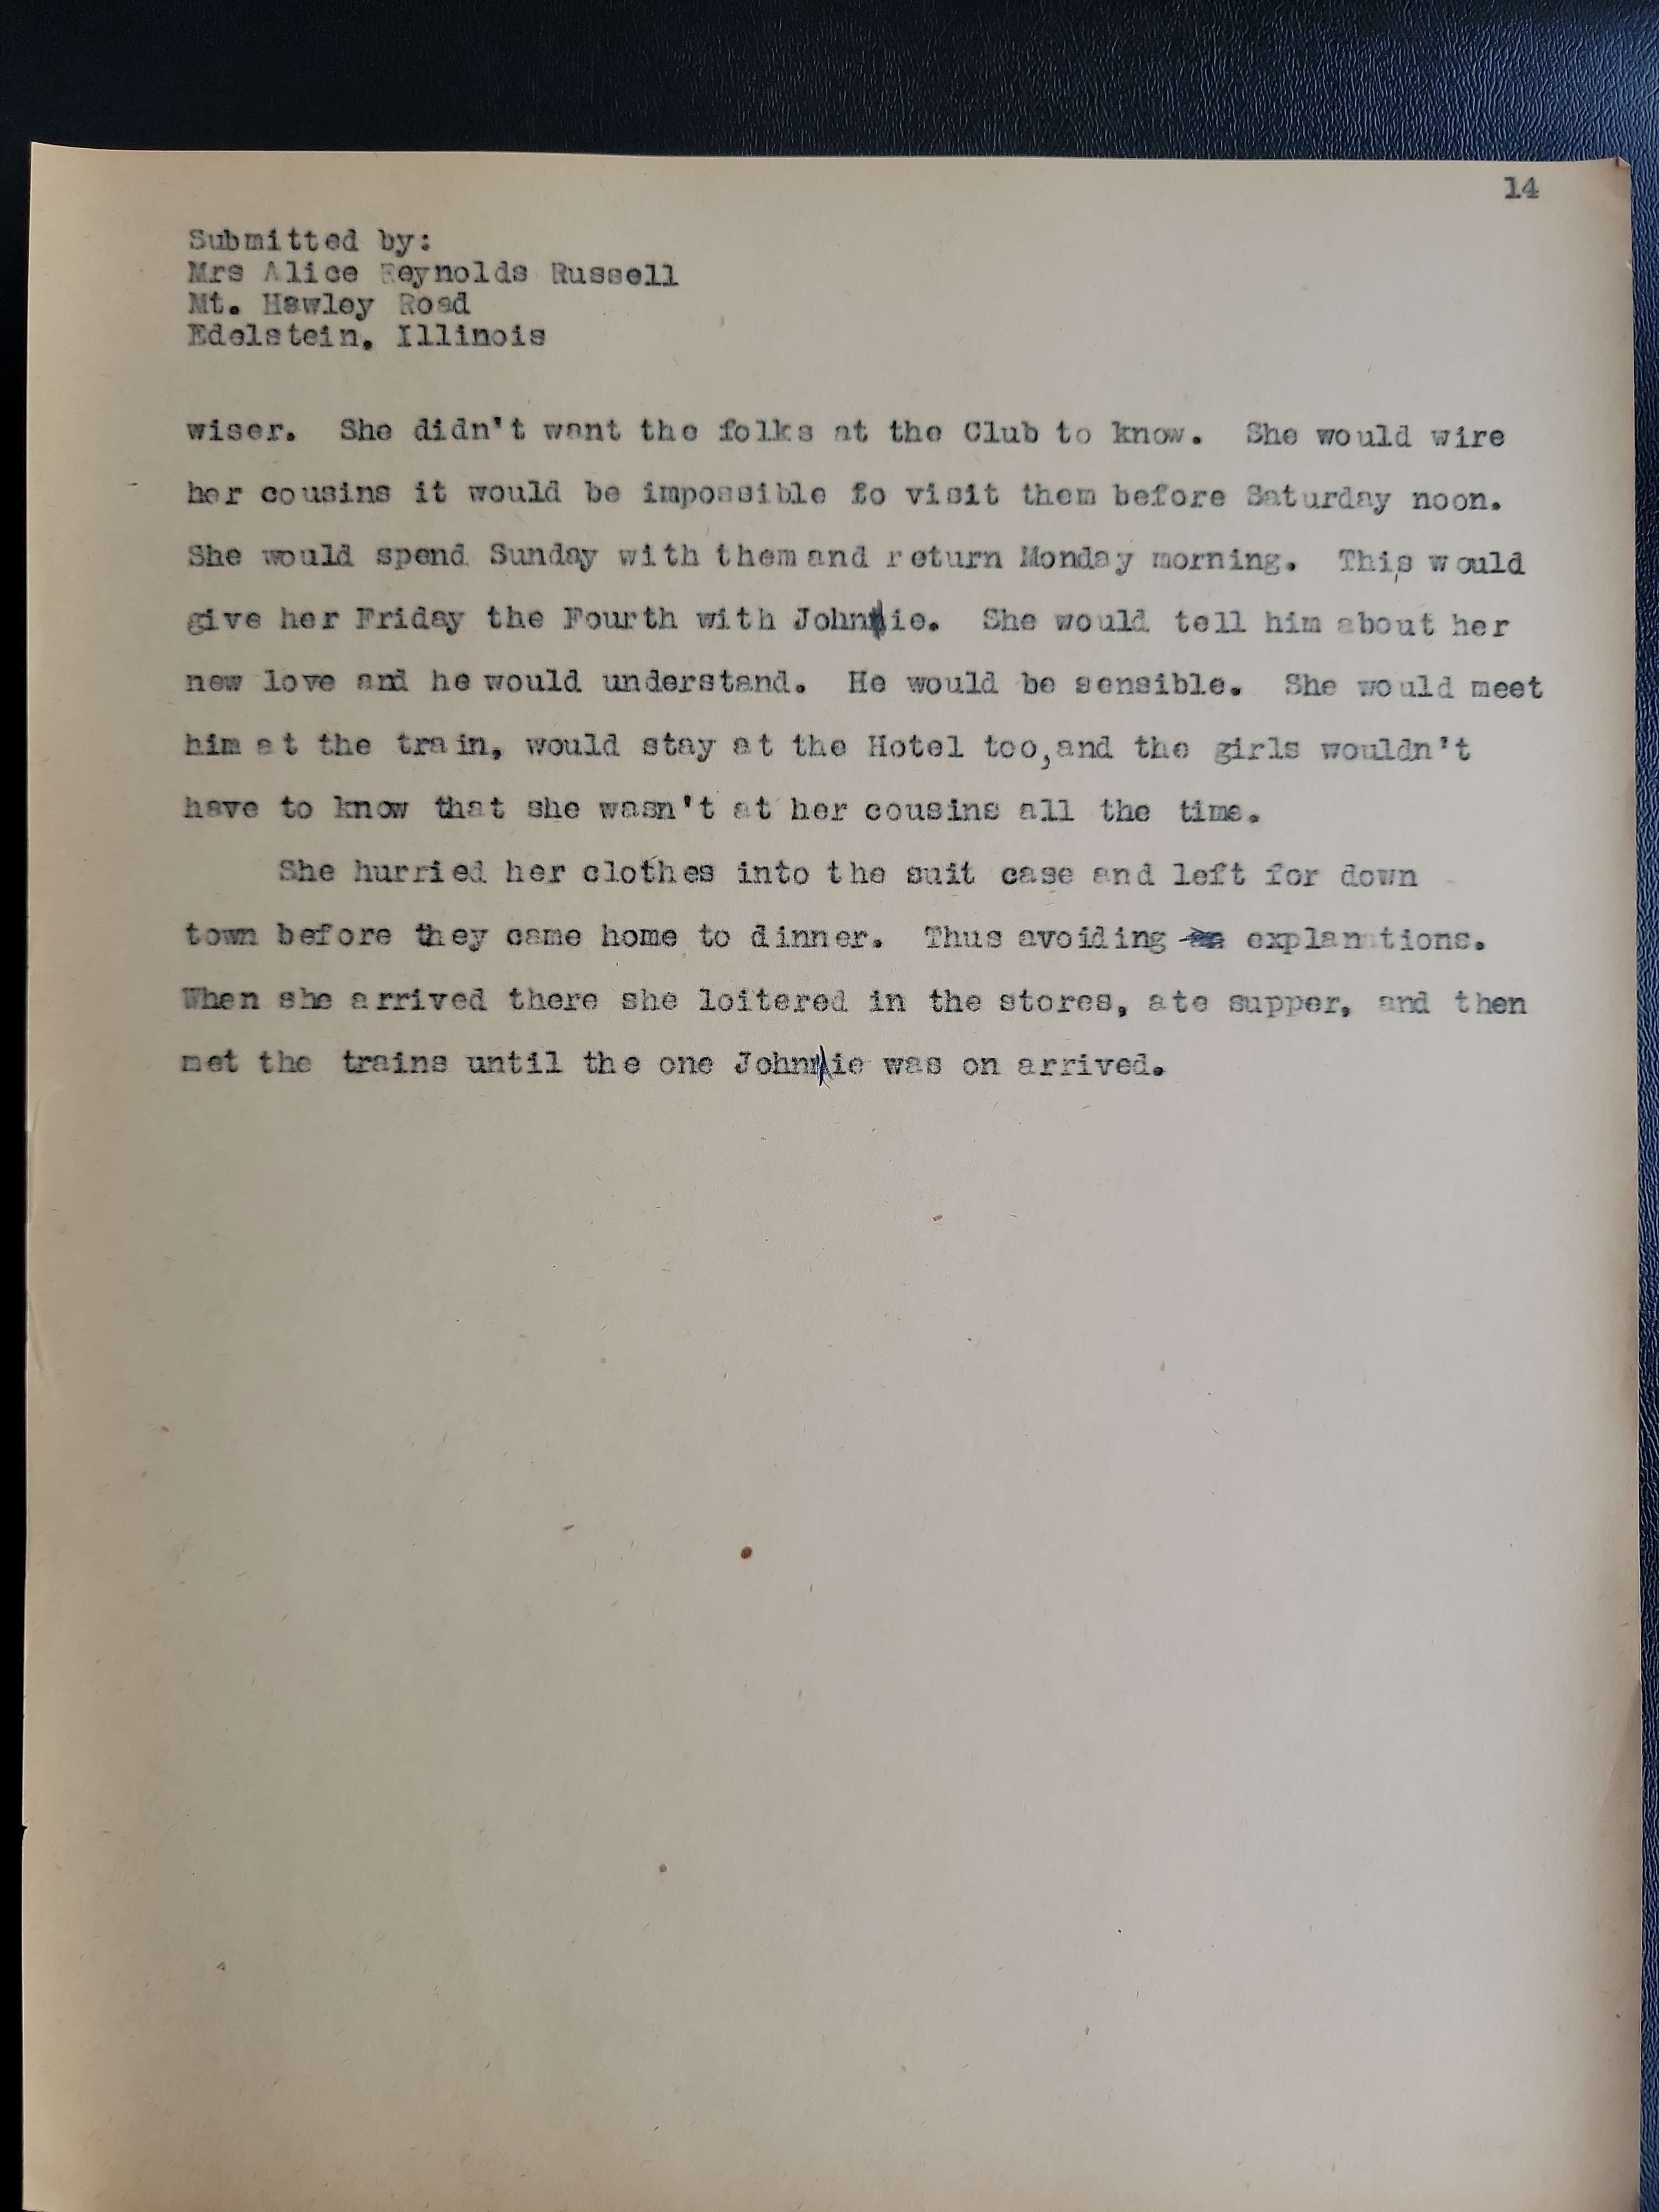 14
Submitted by:
Mrs Alice Reynolds Russell
Mt. Hawley Road
Edelstein, Illinois
wiser. She didn't want the folks at the Club to know. She would wire
her cousins it would be impossible to visit them before Saturday noon.
She would spend Sunday with them and return Monday morning. This would
give her Friday the Fourth with Johnnie. She would tell him about her
new love and he would understand. He would be sensible. She would meet
him at the train, would stay at the Hotel too,and the girls wouldn't
have to know that she wasn't at her cousins all the time.
She hurried her clothes into the suit case and left for down
town before they came home to dinner. Thus avoiding explanations.
When she arrived there she loitered in the stores, ate supper, and then
met the trains until the one Johnnie was on arrived.